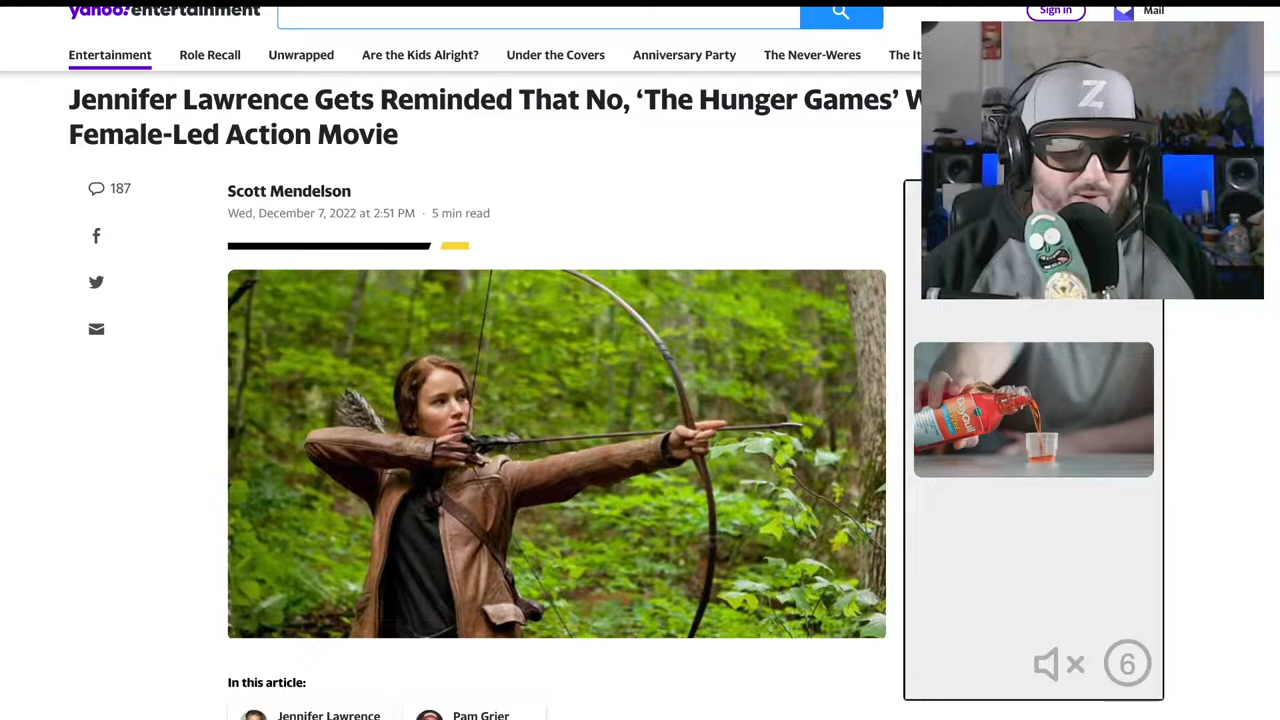 yahoo!entertainment
Sign in
Mail
Entertainment
Role Recall
Unwrapped
Are the Kids Alright?
Under the Covers
Anniversary Party
The Never-Weres
The It
Jennifer Lawrence Gets Reminded That No, ‘The Hunger Games’ W
Female-Led Action Movie
187
Scott Mendelson
Wed, December 7, 2022 at 2:51 PM · 5 min read
Z
DayQuil
6
In this article:
Jennifer Lawrence
Pam Grier